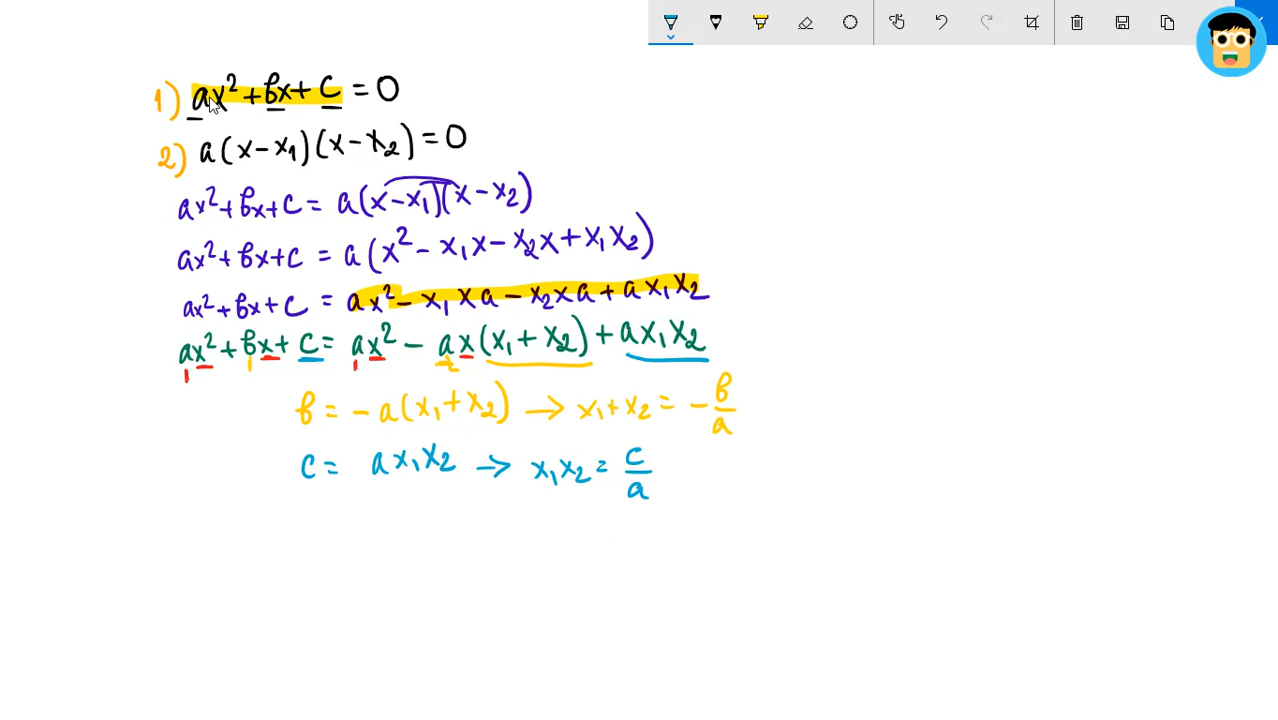 1) ax² + bx + c = 0
2) a(x - x₁)(x - x₂) = 0
ax² + bx + c = a(x - x₁)(x - x₂)
ax² + bx + c = a(x² - x₁x - x₂x + x₁x₂)
ax² + bx + c = ax² - x₁xa - x₂xa + ax₁x₂
ax² + bx + c = ax² - ax(x₁ + x₂) + ax₁x₂
b = -a(x₁ + x₂) → x₁ + x₂ = -b/a
c = ax₁x₂ → x₁x₂ = c/a